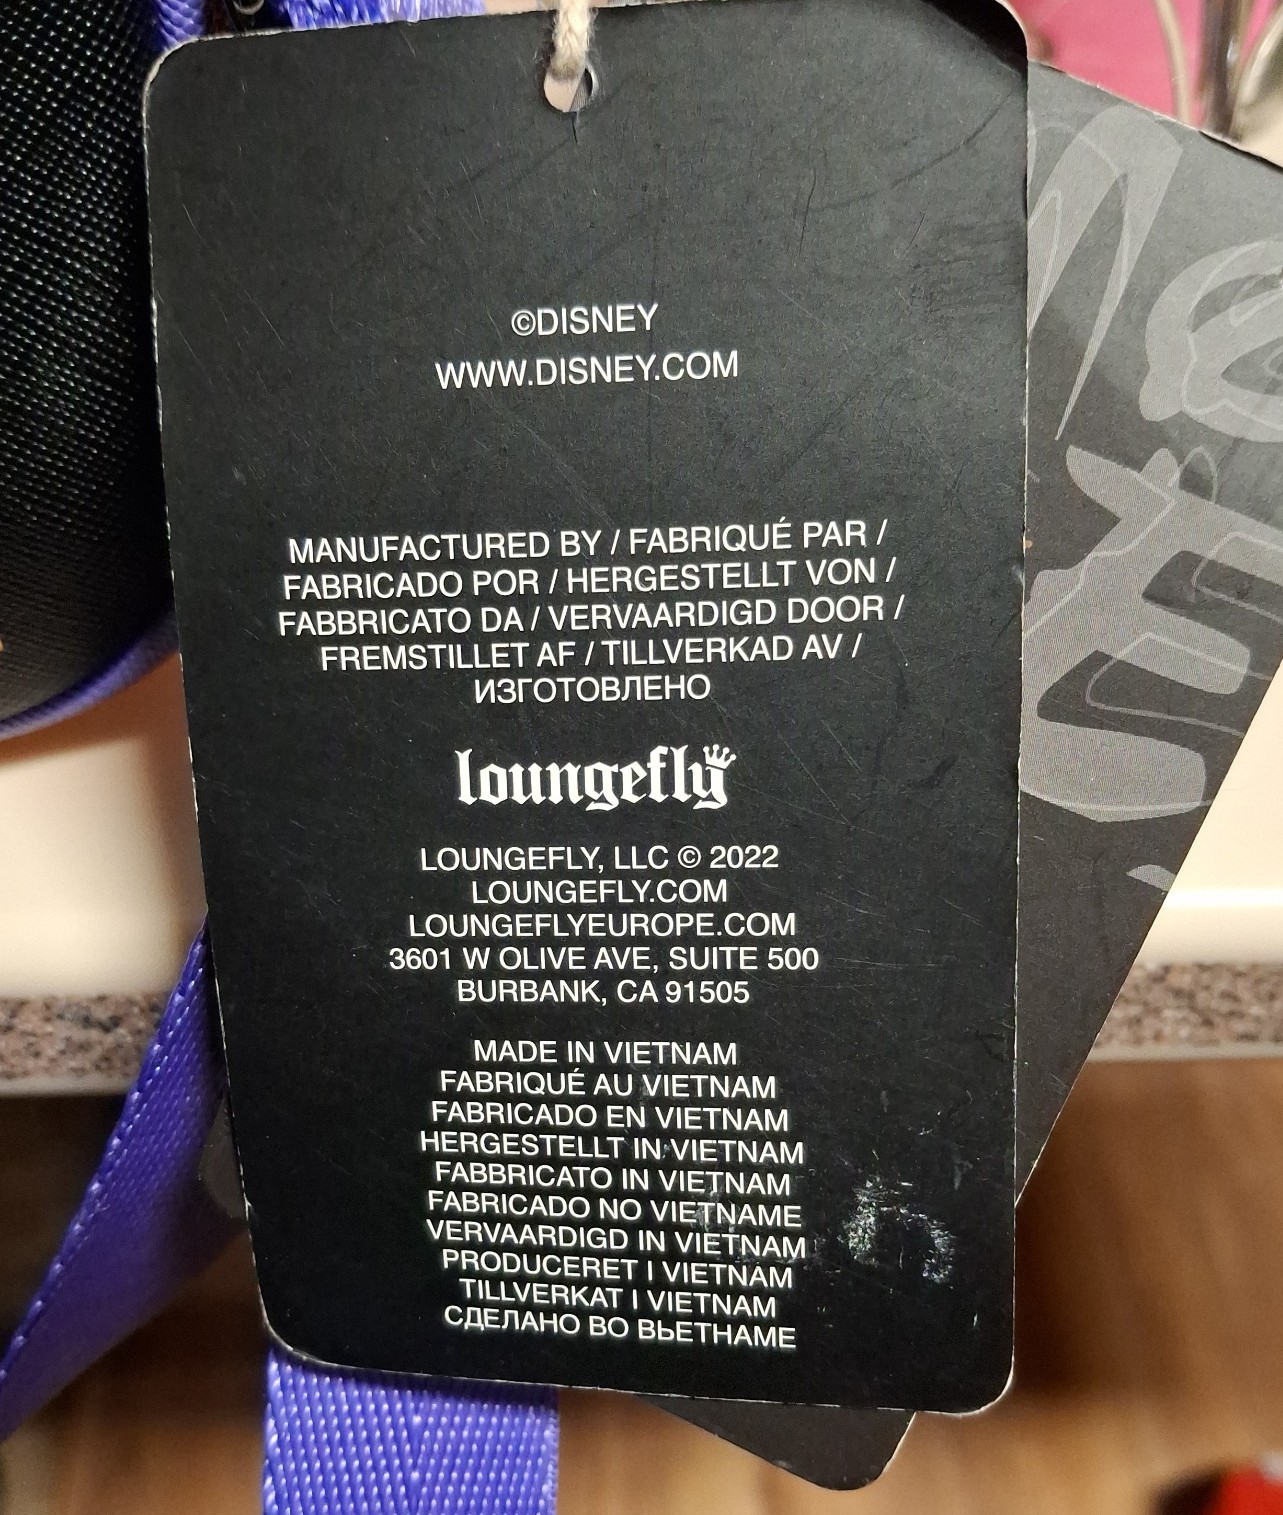 ©DISNEY
WWW.DISNEY.COM
MANUFACTURED BY / FABRIQUÉ PAR /
FABRICADO POR / HERGESTELLT VON /
FABBRICATO DA / VERVAARDIGD DOOR /
FREMSTILLET AF / TILLVERKAD AV /
ИЗГОТОВЛЕНО
loungefly
LOUNGEFLY, LLC © 2022
LOUNGEFLY.COM
LOUNGEFLYEUROPE.COM
3601 W OLIVE AVE, SUITE 500
BURBANK, CA 91505
MADE IN VIETNAM
FABRIQUÉ AU VIETNAM
FABRICADO EN VIETNAM
HERGESTELLT IN VIETNAM
FABBRICATO IN VIETNAM
FABRICADO NO VIETNAME
VERVAARDIGD IN VIETNAM
PRODUCERET I VIETNAM
TILLVERKAT I VIETNAM
СДЕЛАНО ВО ВЬЕТНАМЕ